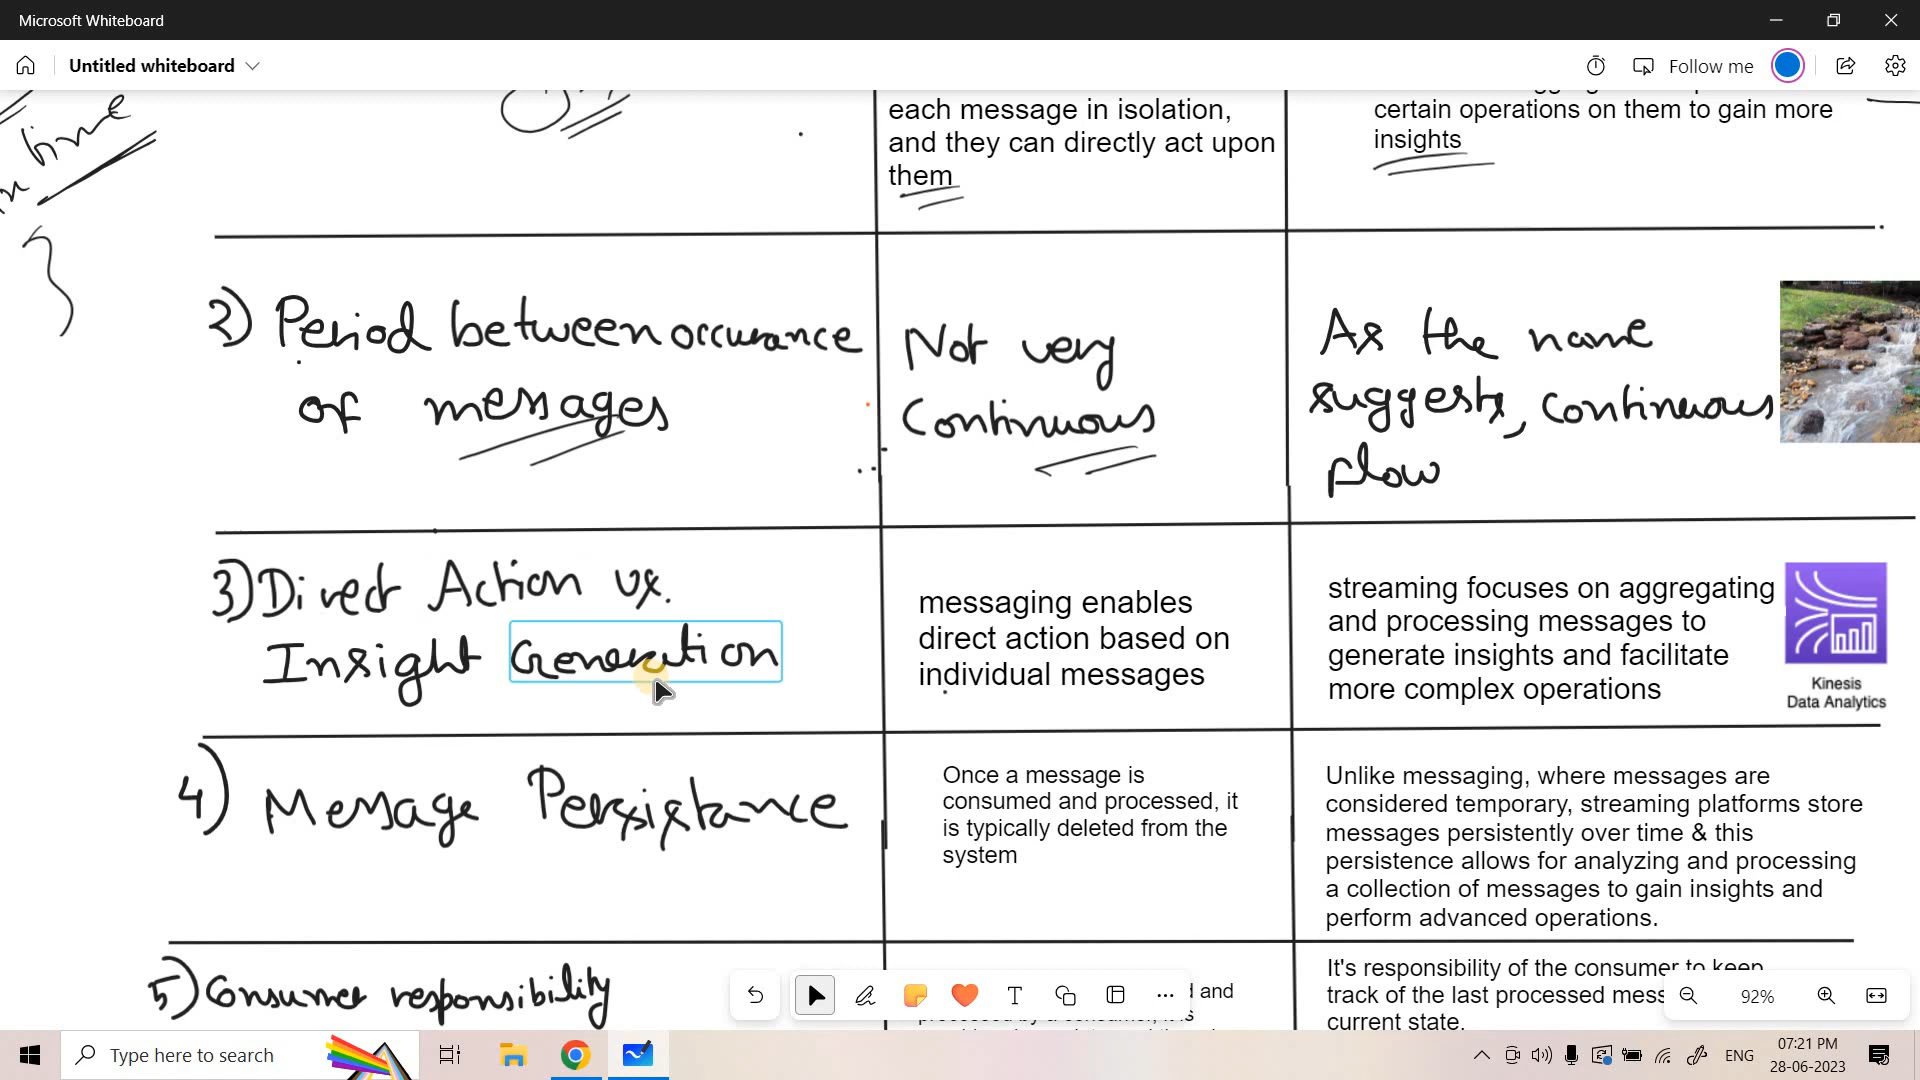 Microsoft Whiteboard
Untitled whiteboard
Follow me
in time
each message in isolation,
and they can directly act upon
them
certain operations on them to gain more
insights
2) Period between occurance
of messages
Not very
Continuous
As the name
suggests, continuous
flow
3) Direct Action vs.
Insight Generation
messaging enables
direct action based on
individual messages
streaming focuses on aggregating
and processing messages to
generate insights and facilitate
more complex operations
Kinesis
Data Analytics
4) Message Persistance
Once a message is
consumed and processed, it
is typically deleted from the
system
Unlike messaging, where messages are
considered temporary, streaming platforms store
messages persistently over time & this
persistence allows for analyzing and processing
a collection of messages to gain insights and
perform advanced operations.
5) Consumer responsibility
and
It's responsibility of the consumer to keep
track of the last processed mess
current state.
92%
Type here to search
ENG
07:21 PM
28-06-2023